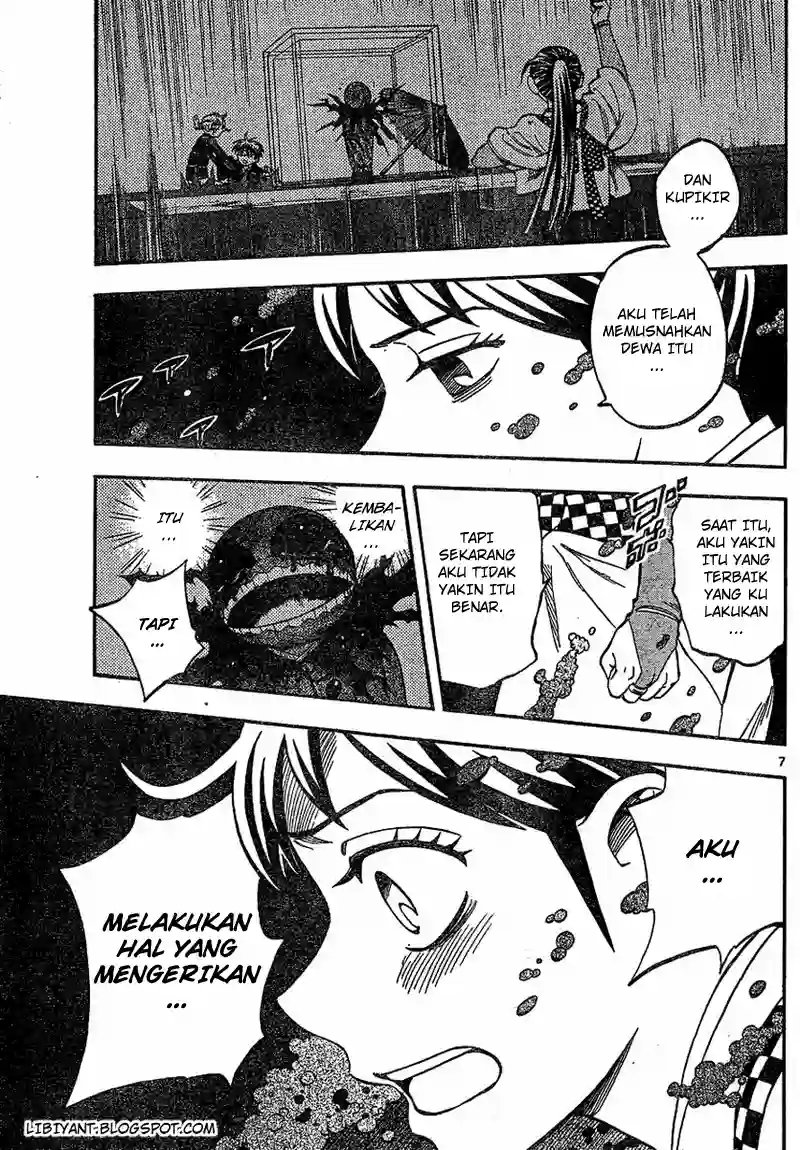 DAN
KUPIKIR
...
AKU TELAH
MEMUSNAHKAN
DEWA ITU
...
SAAT ITU,
AKU YAKIN
ITU YANG
TERBAIK
YANG KU
LAKUKAN
...
TAPI
SEKARANG
AKU TIDAK
YAKIN ITU
BENAR.
KEMBA-
LIKAN
...
ITU
...
TAPI
...
7
AKU
...
MELAKUKAN
HAL YANG
MENGERIKAN
...
LIBIYANT.BLOGSPOT.COM